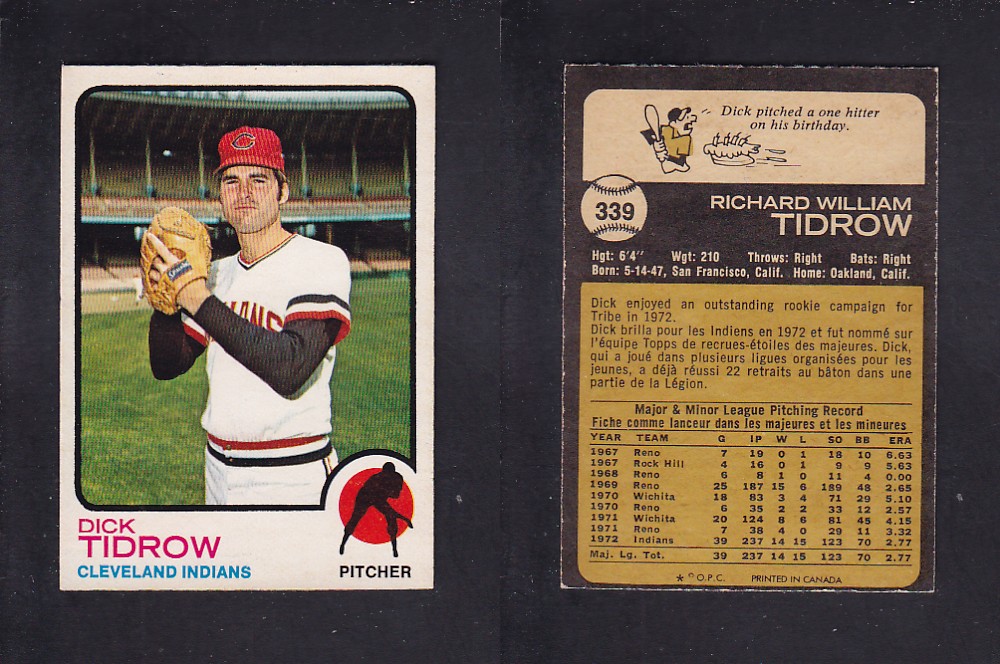 C
Spalding
DICK
TIDROW
CLEVELAND INDIANS
PITCHER
Dick pitched a one hitter
on his birthday.
339
RICHARD WILLIAM
TIDROW
Hgt: 6'4" Wgt: 210 Throws: Right Bats: Right
Born: 5-14-47, San Francisco, Calif. Home: Oakland, Calif.
Dick enjoyed an outstanding rookie campaign for
Tribe in 1972.
Dick brilla pour les Indiens en 1972 et fut nommé sur
l'équipe Topps de recrues-étoiles des majeures. Dick,
qui a joué dans plusieurs ligues organisées pour les
jeunes, a déjà réussi 22 retraits au bâton dans une
partie de la Légion.
Major & Minor League Pitching Record
Fiche comme lanceur dans les majeures et les mineures
YEAR TEAM G IP W L SO BB ERA
1967 Reno 7 19 0 1 18 10 6.63
1967 Rock Hill 4 16 0 1 9 9 5.63
1968 Reno 6 8 1 0 11 4 0.00
1969 Reno 25 187 15 6 189 48 2.65
1970 Wichita 18 83 3 4 71 29 5.10
1970 Reno 6 35 2 2 33 12 2.57
1971 Wichita 20 124 8 6 81 45 4.15
1971 Reno 7 38 4 0 29 11 3.32
1972 Indians 39 237 14 15 123 70 2.77
Maj. Lg. Tot. 39 237 14 15 123 70 2.77
* © O.P.C. PRINTED IN CANADA